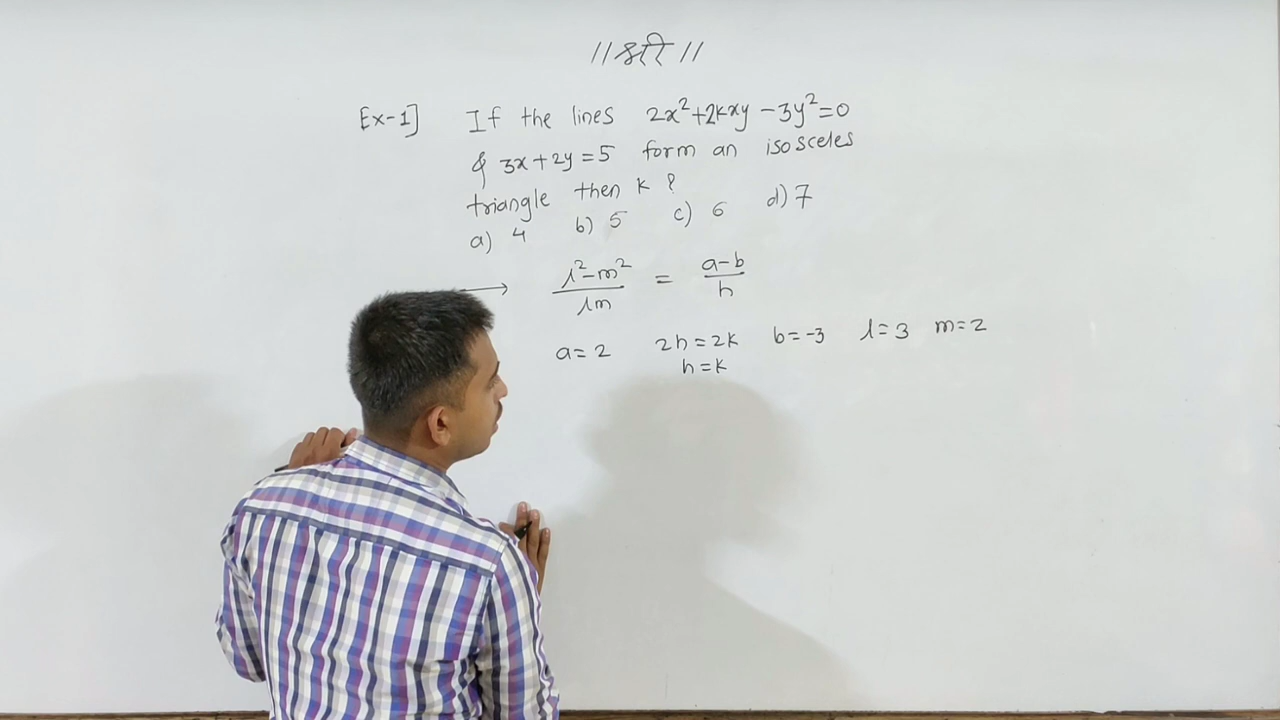 ॥ श्री ॥
Ex-1] If the lines 2x²+2kxy -3y²=0
& 3x+2y=5 form an isosceles
triangle then k ?
a) 4 b) 5 c) 6 d) 7
→ l²-m²/lm = a-b/h
a=2 2h=2k b=-3 l=3 m=2
h=k